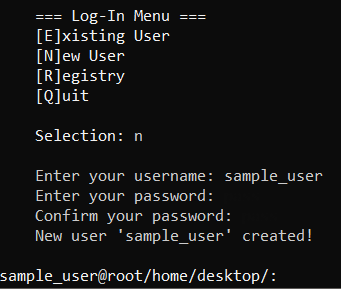 === Log-In Menu ===
[E]xisting User
[N]ew User
[R]egistry
[Q]uit
Selection: n
Enter your username: sample_user
Enter your password:
Confirm your password:
New user 'sample_user' created!
sample_user@root/home/desktop/: